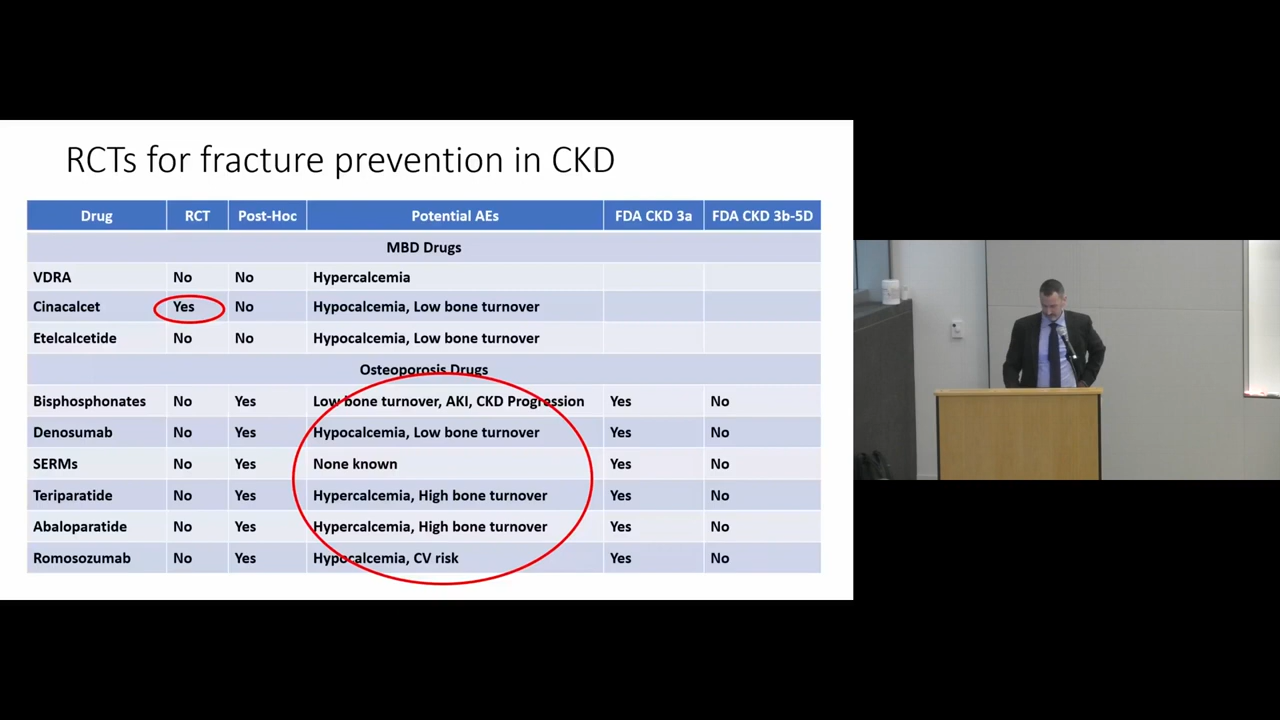 RCTs for fracture prevention in CKD
Drug RCT Post-Hoc Potential AEs FDA CKD 3a FDA CKD 3b-5D
MBD Drugs
VDRA No No Hypercalcemia
Cinacalcet Yes No Hypocalcemia, Low bone turnover
Etelcalcetide No No Hypocalcemia, Low bone turnover
Osteoporosis Drugs
Bisphosphonates No Yes Low bone turnover, AKI, CKD Progression Yes No
Denosumab No Yes Hypocalcemia, Low bone turnover Yes No
SERMs No Yes None known Yes No
Teriparatide No Yes Hypercalcemia, High bone turnover Yes No
Abaloparatide No Yes Hypercalcemia, High bone turnover Yes No
Romosozumab No Yes Hypocalcemia, CV risk Yes No